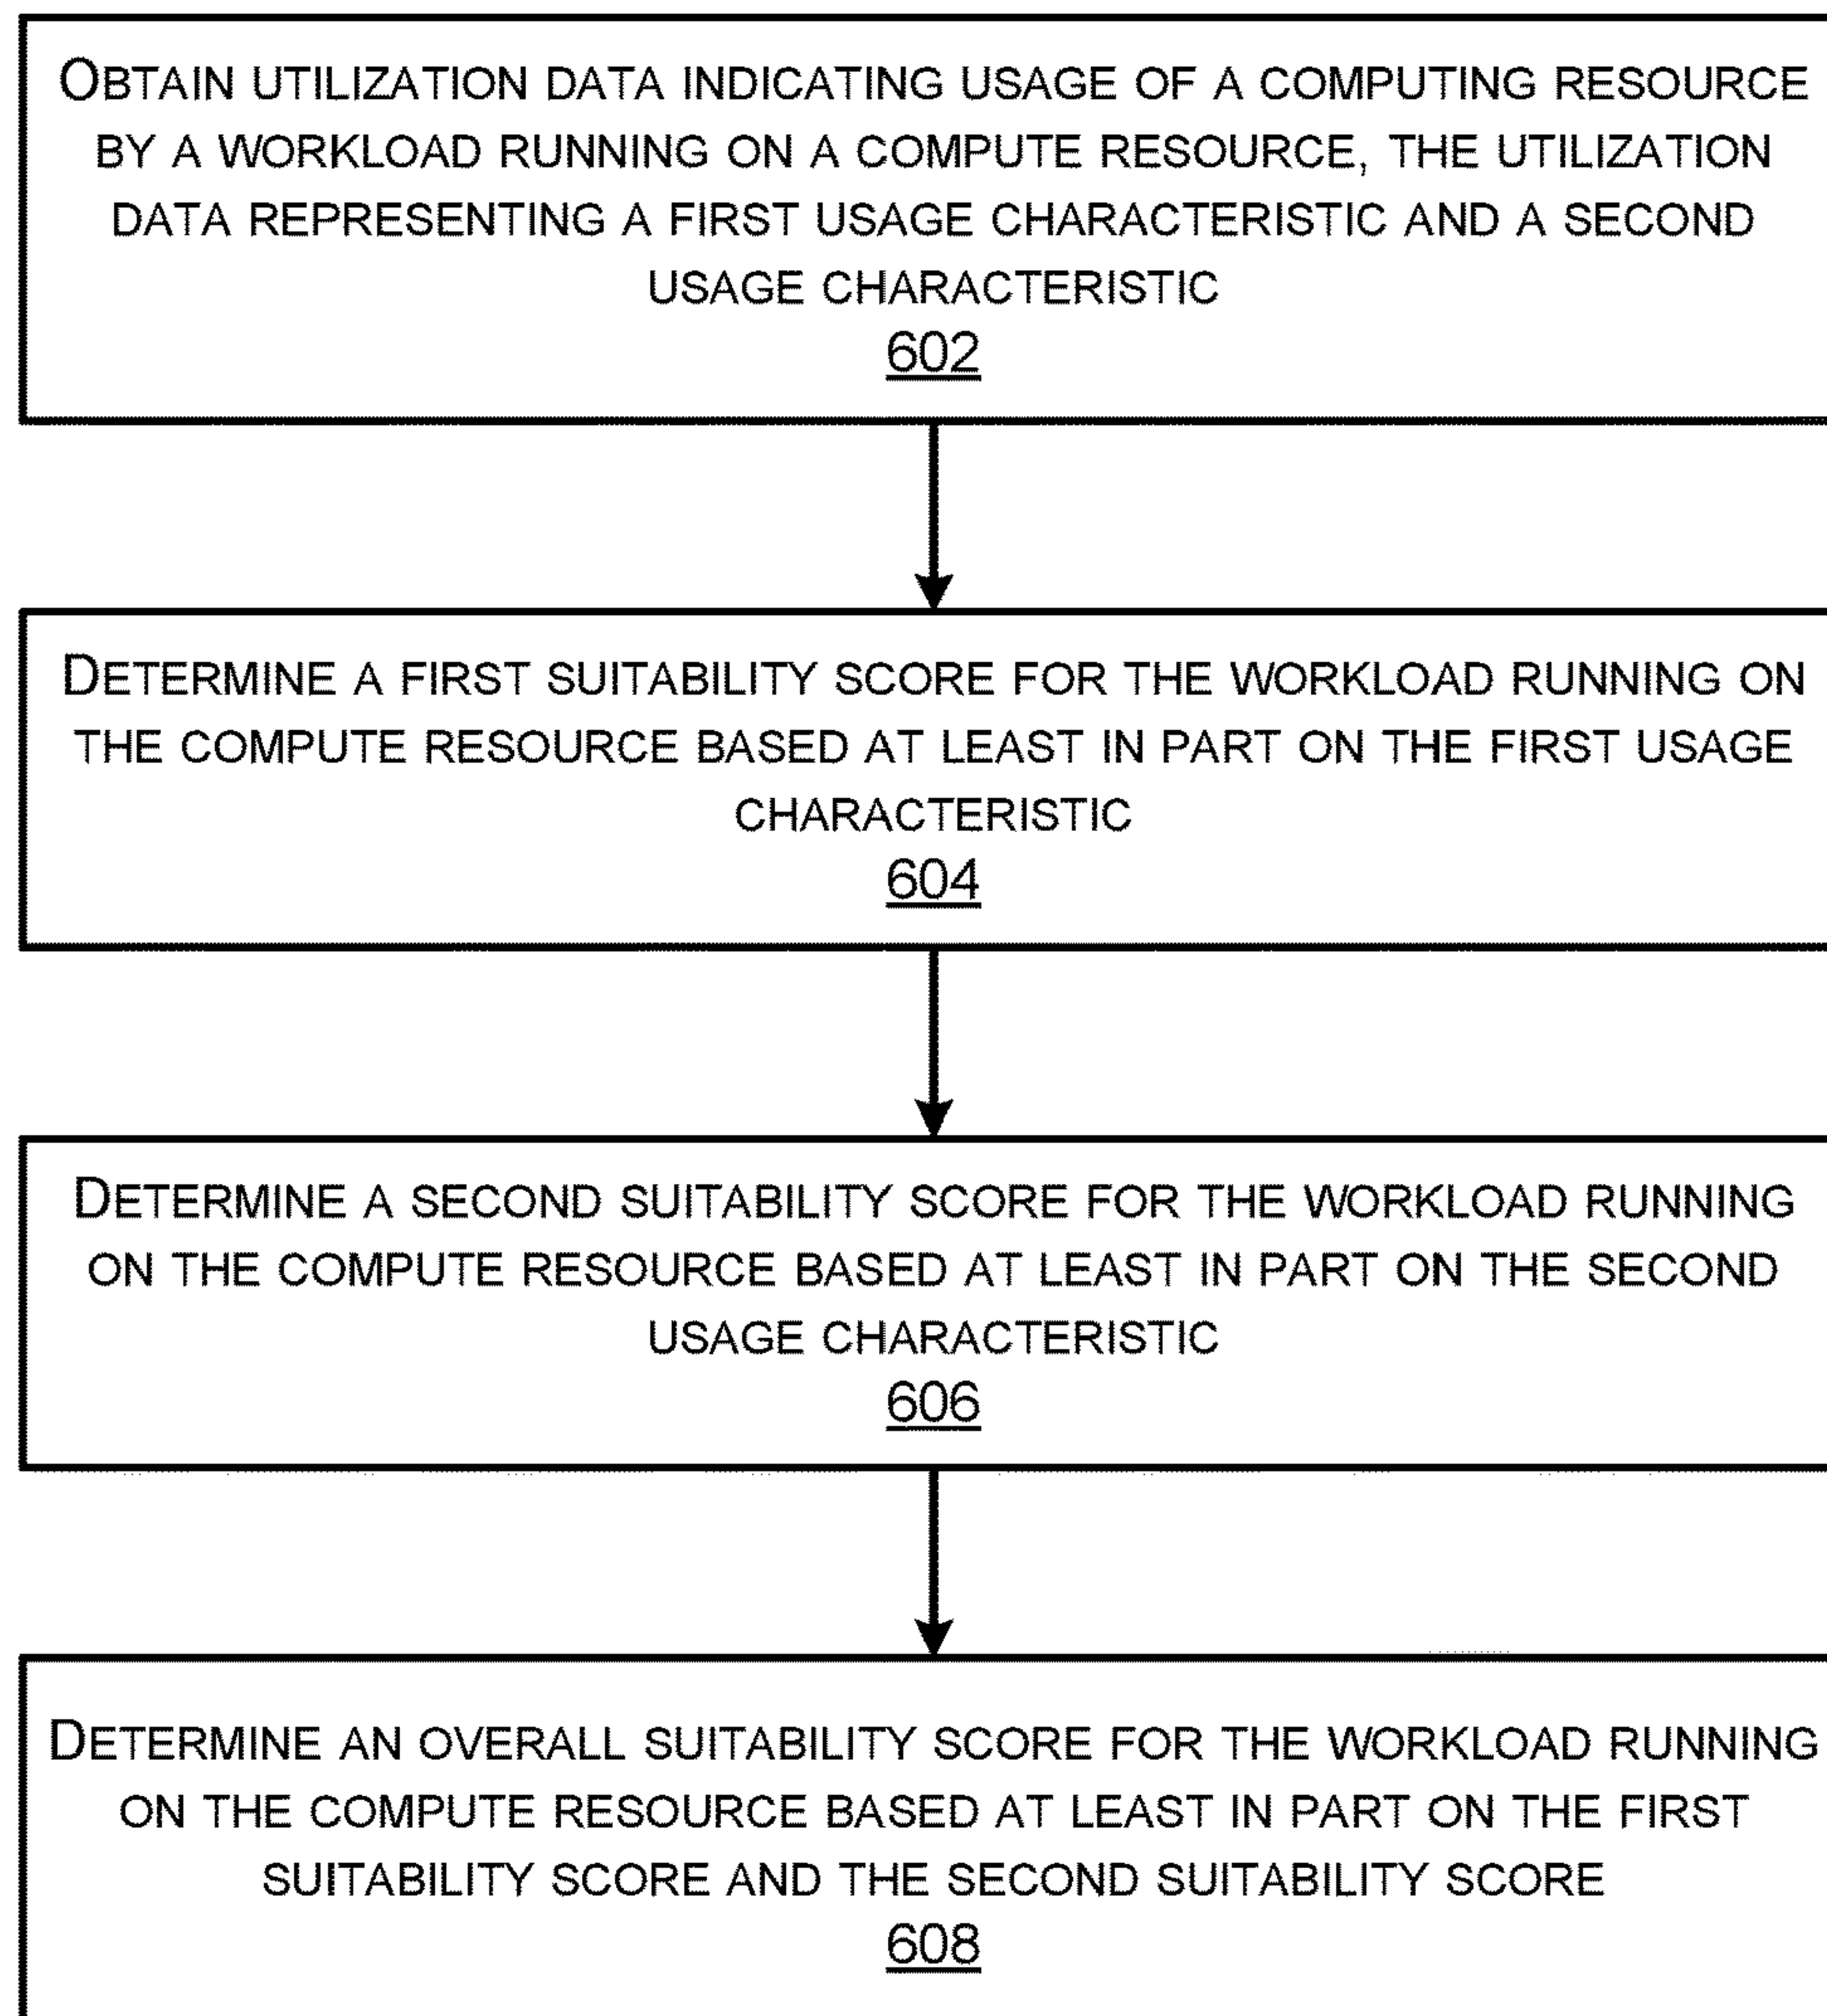 OBTAIN UTILIZATION DATA INDICATING USAGE OF A COMPUTING RESOURCE
BY A WORKLOAD RUNNING ON A COMPUTE RESOURCE, THE UTILIZATION
DATA REPRESENTING A FIRST USAGE CHARACTERISTIC AND A SECOND
USAGE CHARACTERISTIC
602
DETERMINE A FIRST SUITABILITY SCORE FOR THE WORKLOAD RUNNING ON
THE COMPUTE RESOURCE BASED AT LEAST IN PART ON THE FIRST USAGE
CHARACTERISTIC
604
DETERMINE A SECOND SUITABILITY SCORE FOR THE WORKLOAD RUNNING
ON THE COMPUTE RESOURCE BASED AT LEAST IN PART ON THE SECOND
USAGE CHARACTERISTIC
606
DETERMINE AN OVERALL SUITABILITY SCORE FOR THE WORKLOAD RUNNING
ON THE COMPUTE RESOURCE BASED AT LEAST IN PART ON THE FIRST
SUITABILITY SCORE AND THE SECOND SUITABILITY SCORE
608